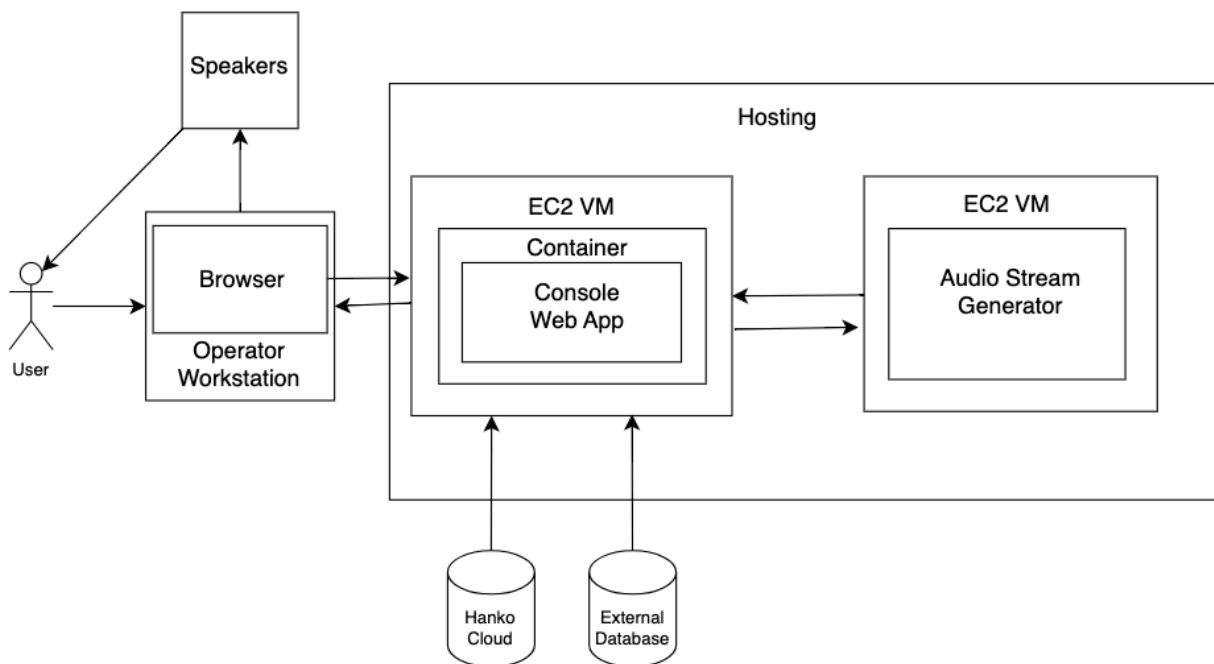 Speakers
Hosting
EC2 VM
Container
Console
Web App
EC2 VM
Audio Stream
Generator
Browser
Operator
Workstation
User
Hanko
Cloud
External
Database